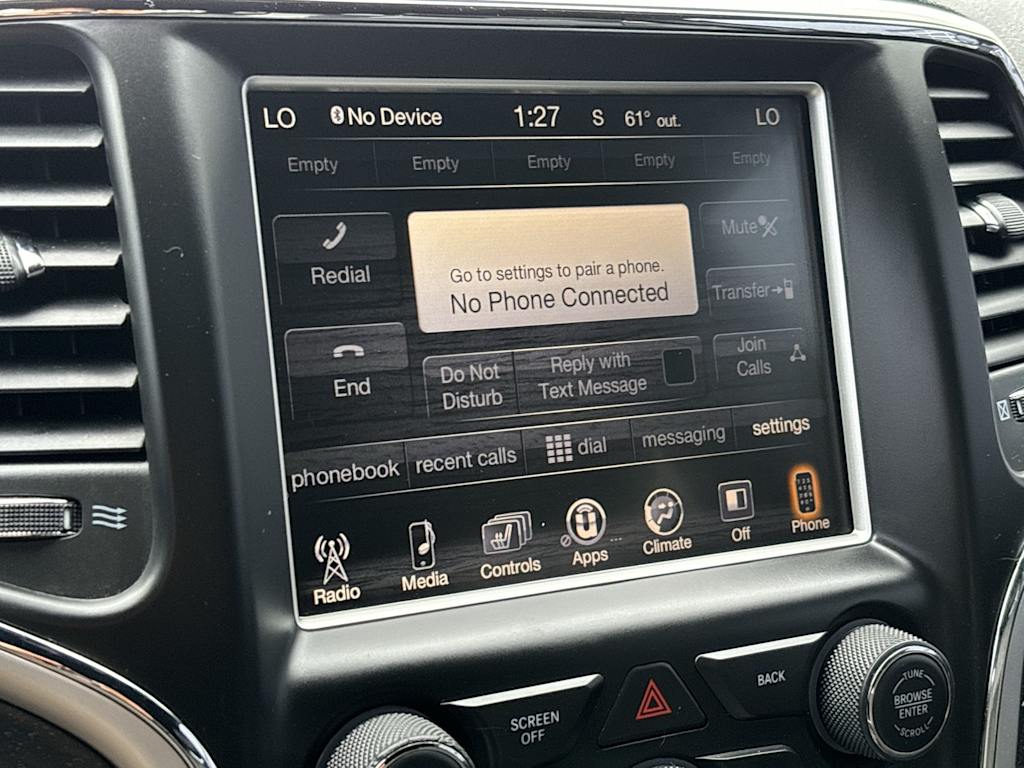 LO No Device 1:27 S 61° out. LO
Empty Empty Empty Empty Empty
Redial
Go to settings to pair a phone.
No Phone Connected
Mute
Transfer
End
Do Not
Disturb
Reply with
Text Message
Join
Calls
phonebook recent calls dial messaging settings
Radio Media Controls Apps Climate Off Phone
SCREEN
OFF
BACK
TUNE
BROWSE
ENTER
SCROLL